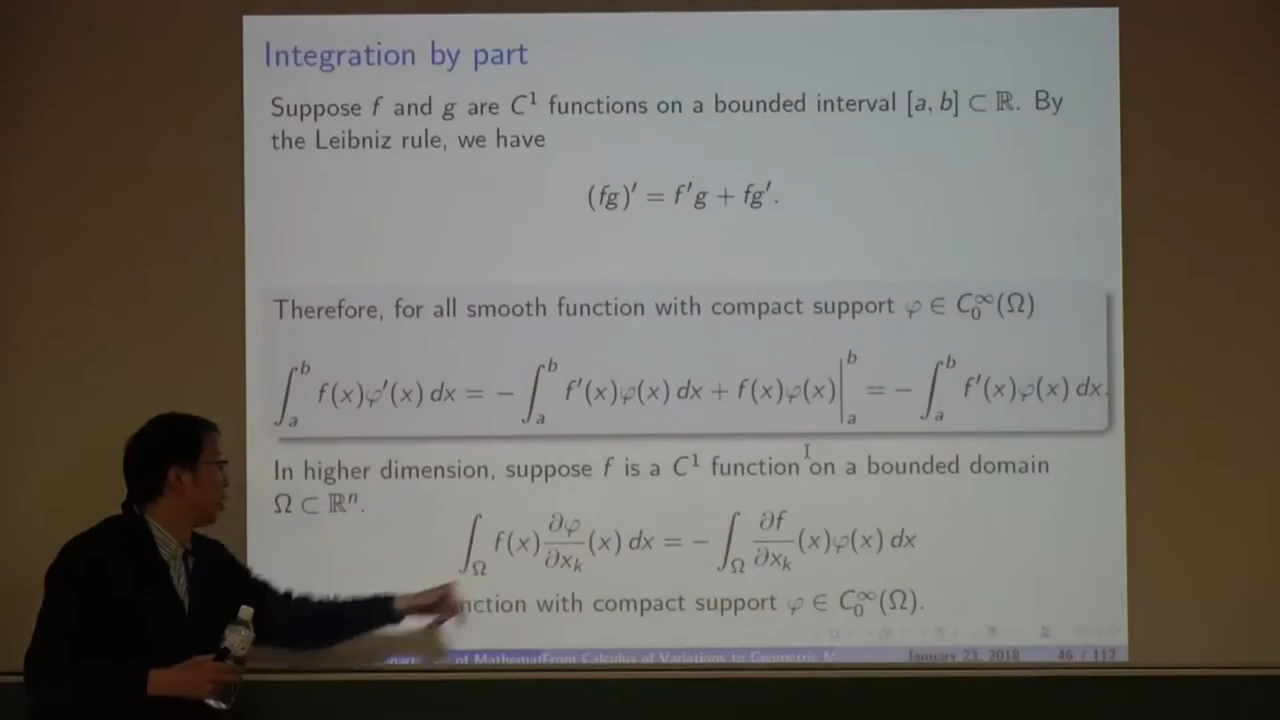 Integration by part
Suppose f and g are C¹ functions on a bounded interval [a, b] ⊂ ℝ. By
the Leibniz rule, we have
(fg)′ = f′g + fg′.
Therefore, for all smooth function with compact support φ ∈ C₀^∞(Ω)
∫_a^b f(x)φ′(x) dx = − ∫_a^b f′(x)φ(x) dx + f(x)φ(x)|_a^b = − ∫_a^b f′(x)φ(x) dx.
In higher dimension, suppose f is a C¹ function on a bounded domain
Ω ⊂ ℝⁿ.
∫_Ω f(x) ∂φ/∂x_k (x) dx = − ∫_Ω ∂f/∂x_k (x)φ(x) dx
nction with compact support φ ∈ C₀^∞(Ω).
of Mathemat From Calculus of Variations to Geometric M January 23, 2018 46 / 117